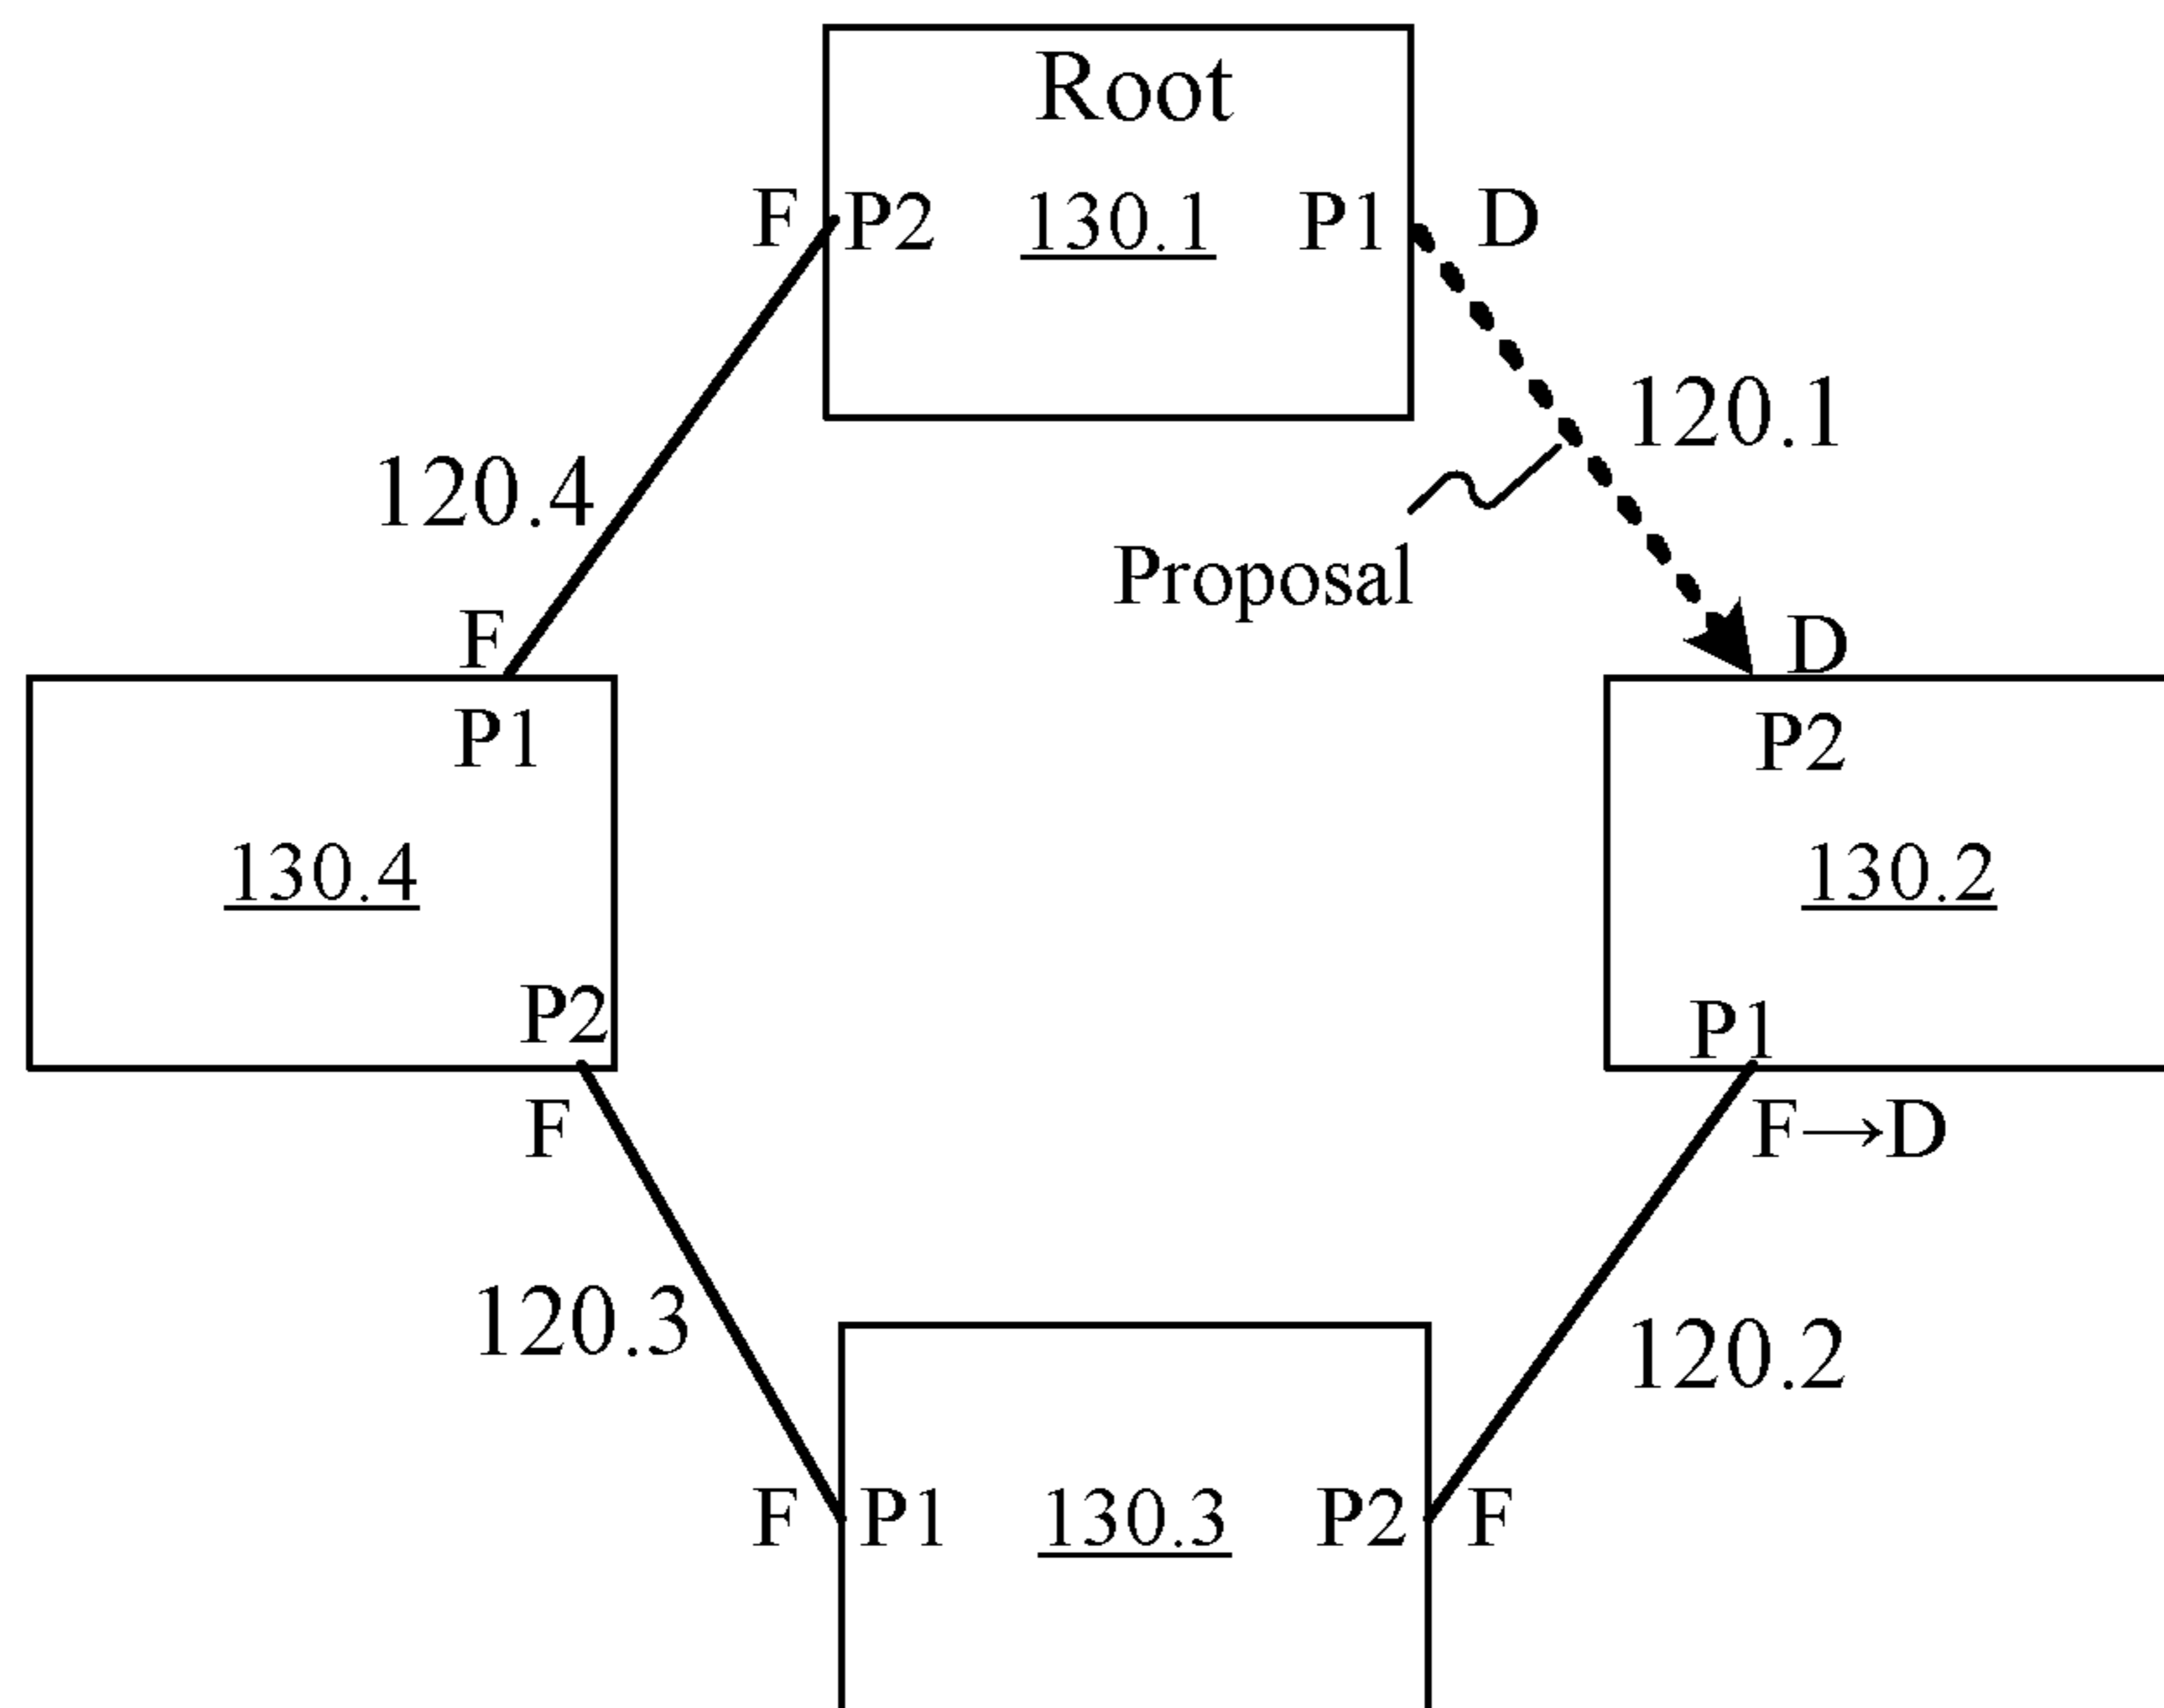 Root
F P2 130.1 P1 D
120.1
120.4
Proposal
F D
P1 P2
130.4 130.2
P2 P1
F F→D
120.3 120.2
F P1 130.3 P2 F